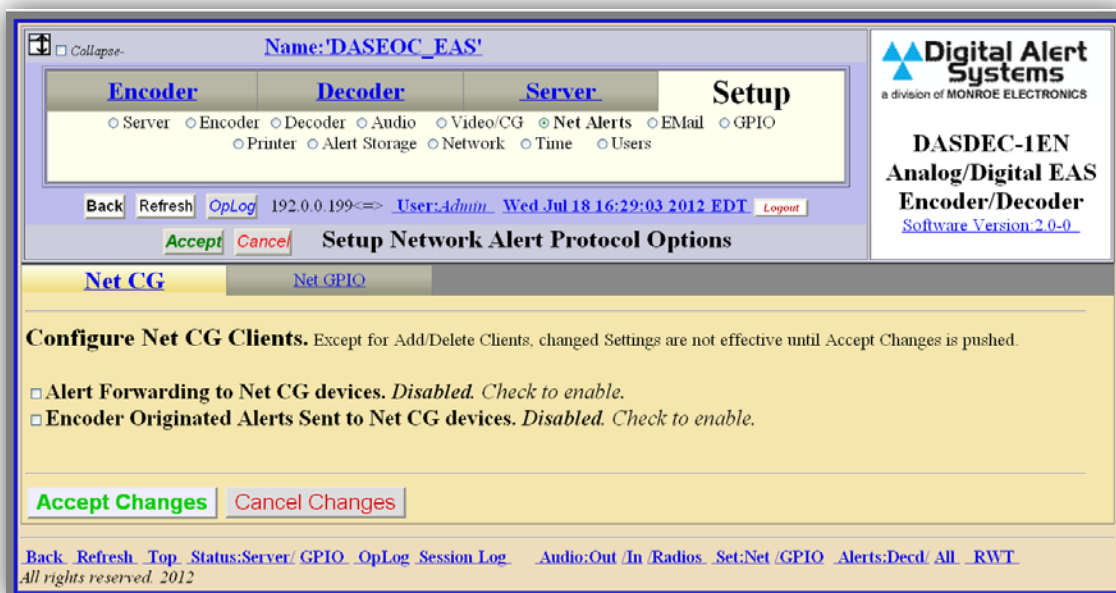 Collapse-
Name:'DASEOC_EAS'
Encoder Decoder Server Setup
Server Encoder Decoder Audio Video/CG Net Alerts EMail GPIO
Printer Alert Storage Network Time Users
Back Refresh OpLog 192.0.0.199<=> User:Admin Wed Jul 18 16:29:03 2012 EDT Logout
Accept Cancel Setup Network Alert Protocol Options
Digital Alert
Systems
a division of MONROE ELECTRONICS
DASDEC-1EN
Analog/Digital EAS
Encoder/Decoder
Software Version:2.0-0
Net CG Net GPIO
Configure Net CG Clients. Except for Add/Delete Clients, changed Settings are not effective until Accept Changes is pushed.
Alert Forwarding to Net CG devices. Disabled. Check to enable.
Encoder Originated Alerts Sent to Net CG devices. Disabled. Check to enable.
Accept Changes Cancel Changes
Back Refresh Top Status:Server/ GPIO OpLog Session Log Audio:Out /In /Radios Set:Net /GPIO Alerts:Decd/ All RWT
All rights reserved. 2012